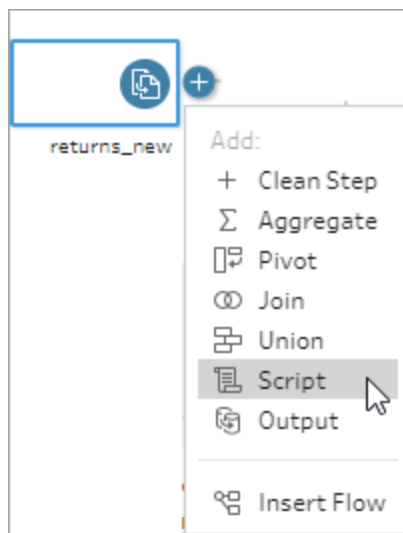 returns_new
Add:
Clean Step
Aggregate
Pivot
Join
Union
Script
Output
Insert Flow